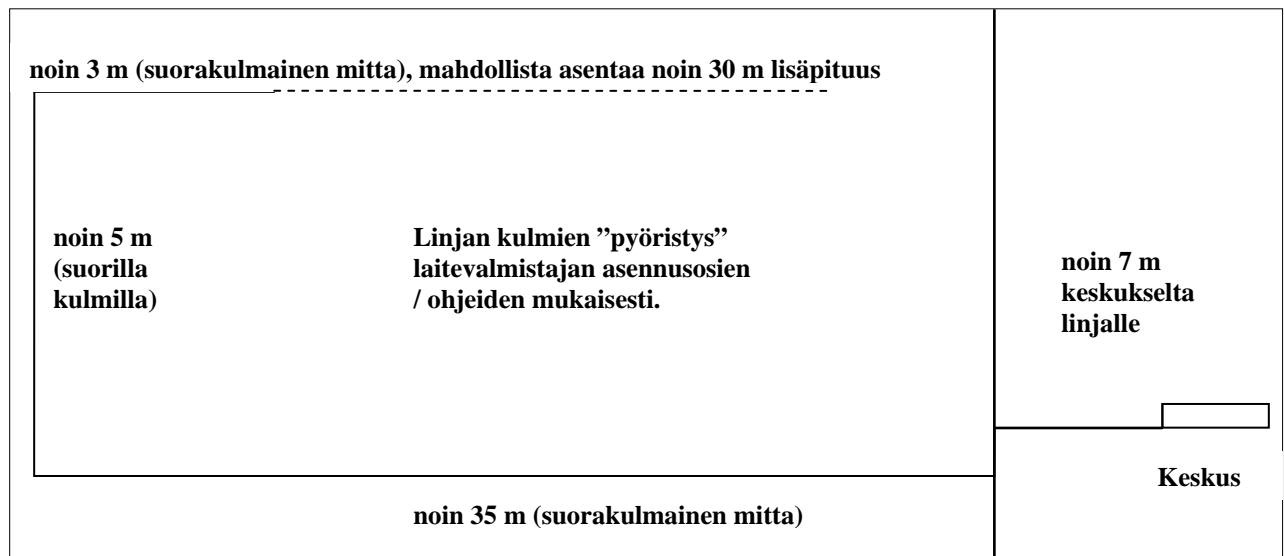 noin 3 m (suorakulmainen mitta), mahdollista asentaa noin 30 m lisäpituus
noin 5 m
(suorilla
kulmilla)
Linjan kulmien ”pyöristys”
laitevalmistajan asennusosien
/ ohjeiden mukaisesti.
noin 7 m
keskukselta
linjalle
Keskus
noin 35 m (suorakulmainen mitta)